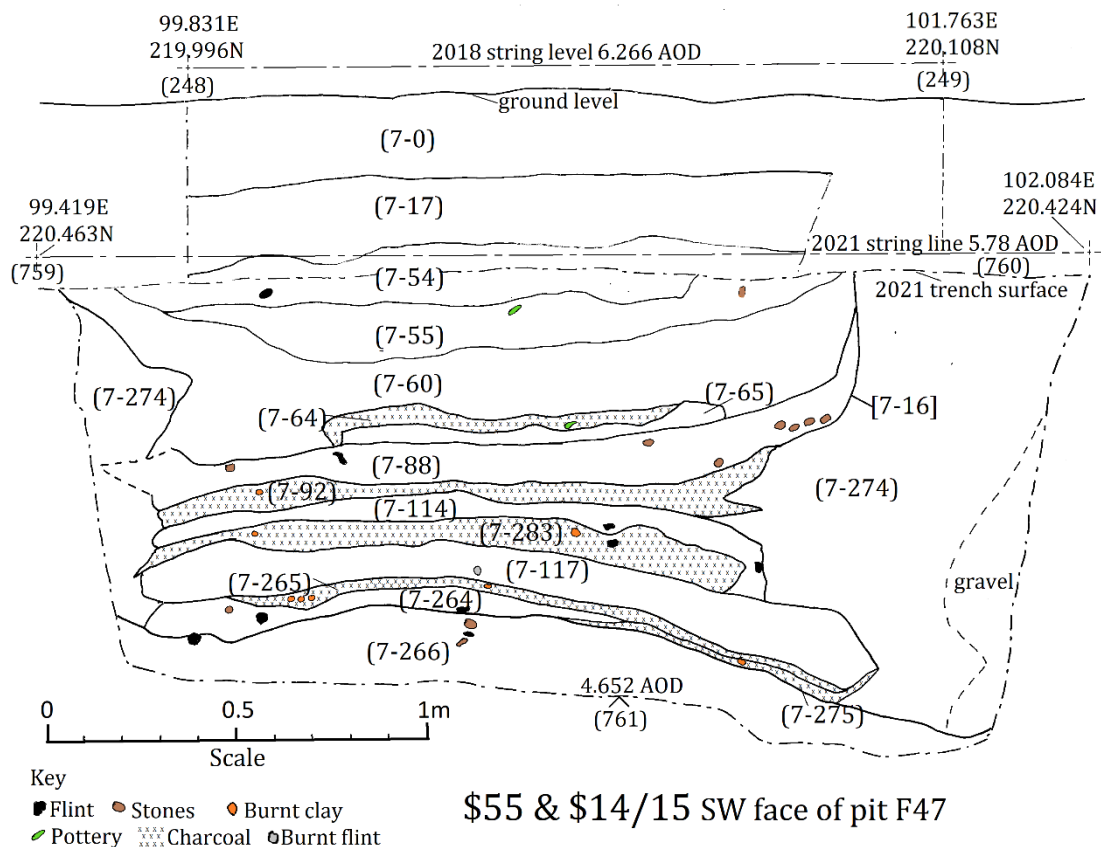 99.831E
219.996N
(248)
2018 string level 6.266 AOD
101.763E
220.108N
(249)
ground level
(7-0)
(7-17)
99.419E
220.463N
(759)
102.084E
220.424N
2021 string line 5.78 AOD
(760)
2021 trench surface
(7-54)
(7-55)
(7-60)
(7-274)
(7-64)
(7-65)
[7-16]
(7-88)
(7-92)
(7-114)
(7-274)
(7-283)
(7-117)
(7-265)
(7-264)
gravel
(7-266)
4.652 AOD
(761)
(7-275)
0 0.5 1m
Scale
Key
Flint Stones Burnt clay
Pottery Charcoal Burnt flint
$55 & $14/15 SW face of pit F47